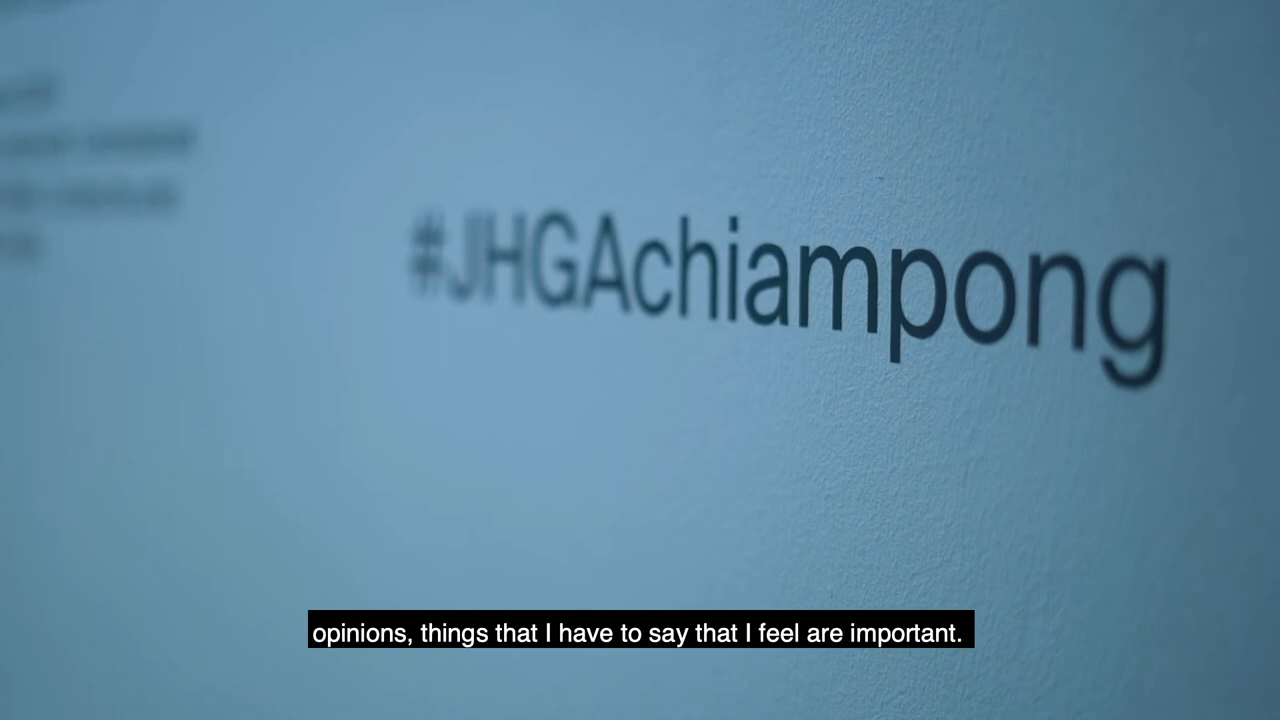 #JHGAchiampong
opinions, things that I have to say that I feel are important.